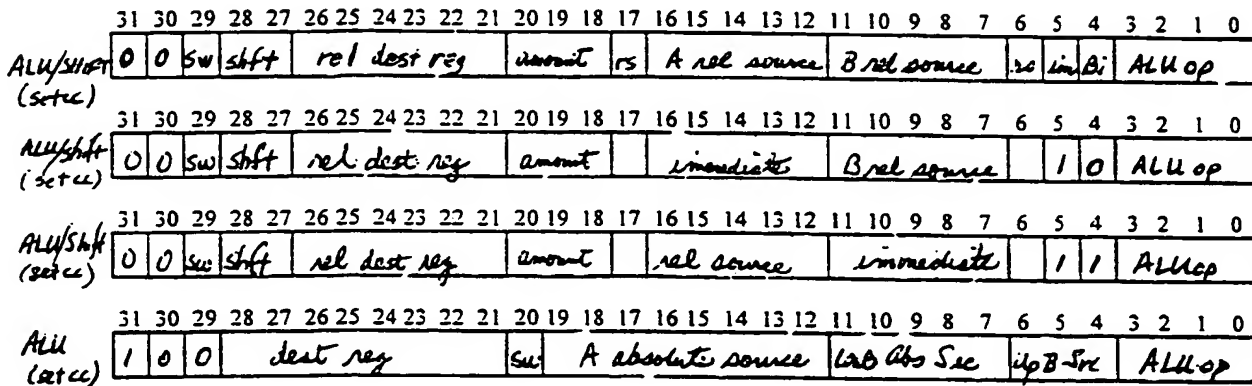 31 30 29 28 27 26 25 24 23 22 21 20 19 18 17 16 15 14 13 12 11 10 9 8 7 6 5 4 3 2 1 0
ALU/SHIFT 0 0 sw shft rel dest reg amount rs A rel source B rel source im Bi ALU op
(setcc)
31 30 29 28 27 26 25 24 23 22 21 20 19 18 17 16 15 14 13 12 11 10 9 8 7 6 5 4 3 2 1 0
ALU/shft 0 0 sw shft rel dest reg amount immediate B rel source 1 0 ALU op
(setcc)
31 30 29 28 27 26 25 24 23 22 21 20 19 18 17 16 15 14 13 12 11 10 9 8 7 6 5 4 3 2 1 0
ALU/Shft 0 0 sw shft rel dest reg amount rel source immediate 1 1 ALU op
(setcc)
31 30 29 28 27 26 25 24 23 22 21 20 19 18 17 16 15 14 13 12 11 10 9 8 7 6 5 4 3 2 1 0
ALU 1 0 0 dest reg sw A absolute source B Abs Src B Src ALU op
(setcc)